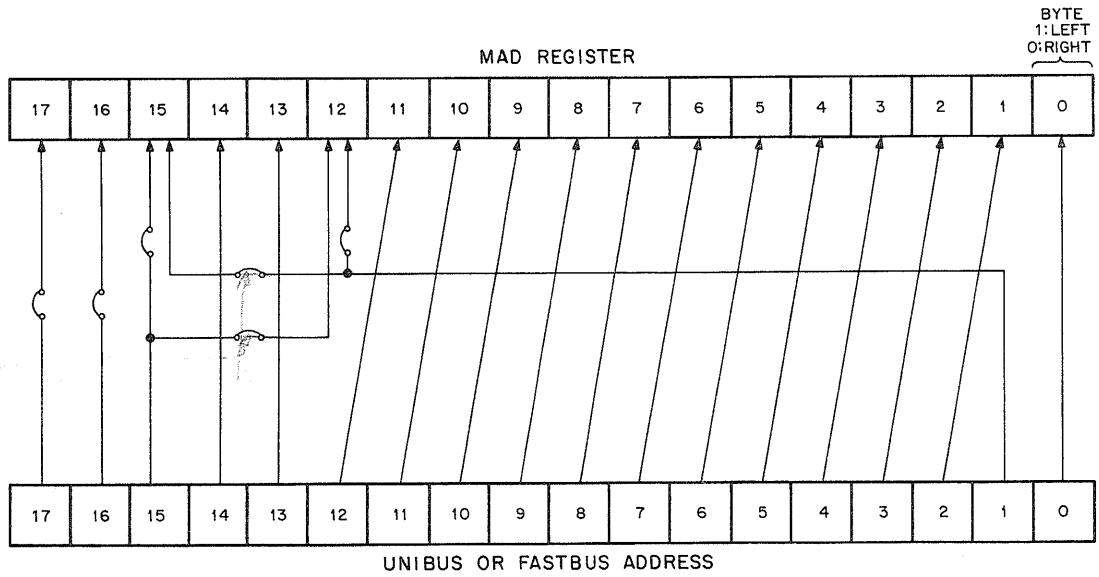 BYTE
1:LEFT
0:RIGHT
MAD REGISTER
17 16 15 14 13 12 11 10 9 8 7 6 5 4 3 2 1 0
17 16 15 14 13 12 11 10 9 8 7 6 5 4 3 2 1 0
UNIBUS OR FASTBUS ADDRESS